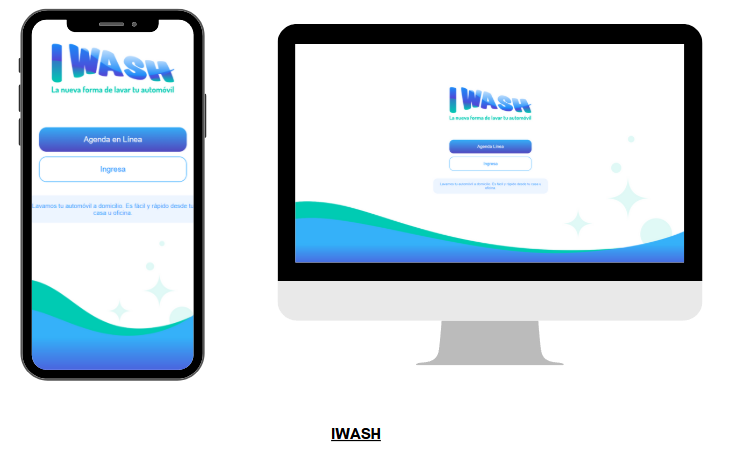 I WASH
La nueva forma de lavar tu automóvil
Agenda en Línea
Ingresa
Lavamos tu automóvil a domicilio. Es fácil y rápido desde tu
casa u oficina.
I WASH
La nueva forma de lavar tu automóvil
Agenda Línea
Ingresa
Lavamos tu automóvil a domicilio. Es fácil y rápido desde tu casa u
oficina.
IWASH